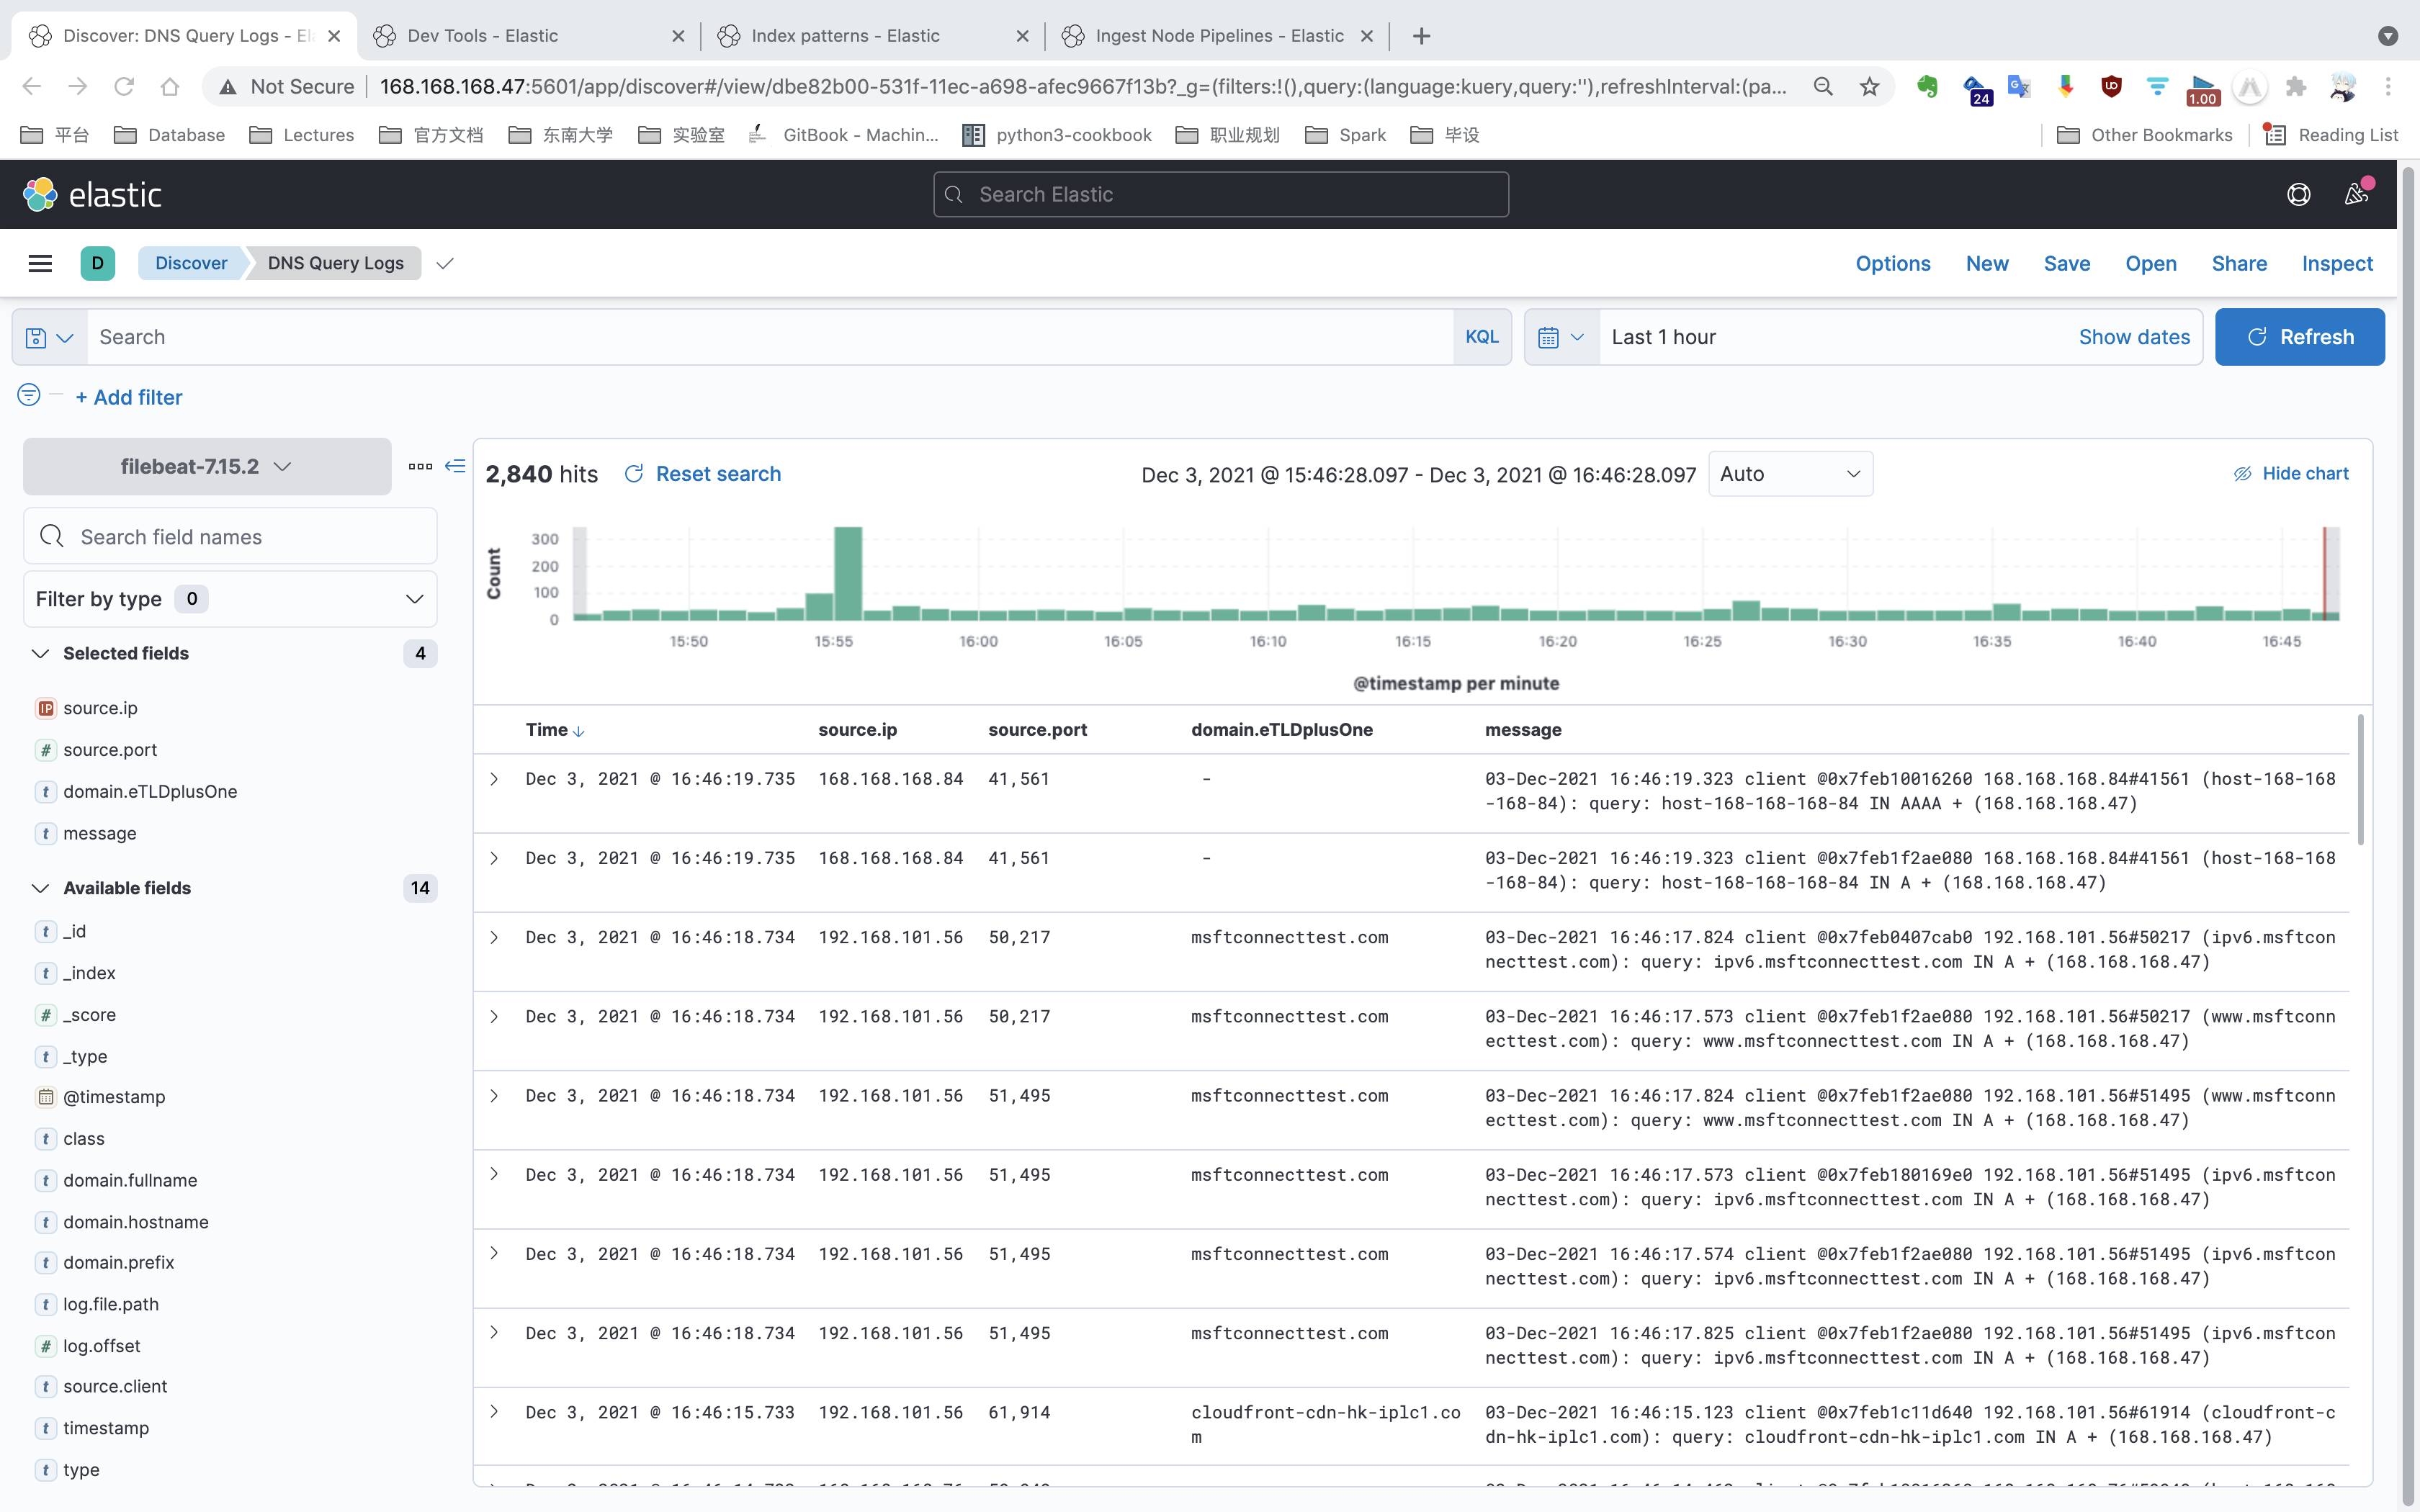 Discover: DNS Query Logs - El
Dev Tools - Elastic
Index patterns - Elastic
Ingest Node Pipelines - Elastic
Not Secure
168.168.168.47:5601/app/discover#/view/dbe82b00-531f-11ec-a698-afec9667f13b?_g=(filters:!(),query:(language:kuery,query:''),refreshInterval:(pa...
24
1.00
平台
Database
Lectures
官方文档
东南大学
实验室
GitBook - Machin...
python3-cookbook
职业规划
Spark
毕设
Other Bookmarks
Reading List
elastic
Search Elastic
D
Discover
DNS Query Logs
Options
New
Save
Open
Share
Inspect
Search
KQL
Last 1 hour
Show dates
Refresh
+ Add filter
filebeat-7.15.2
Search field names
Filter by type 0
Selected fields 4
IP source.ip
# source.port
t domain.eTLDplusOne
t message
Available fields 14
t _id
t _index
# _score
t _type
@timestamp
t class
t domain.fullname
t domain.hostname
t domain.prefix
t log.file.path
# log.offset
t source.client
t timestamp
t type
2,840 hits
Reset search
Dec 3, 2021 @ 15:46:28.097 - Dec 3, 2021 @ 16:46:28.097
Auto
Hide chart
Count
300
200
100
0
15:50 15:55 16:00 16:05 16:10 16:15 16:20 16:25 16:30 16:35 16:40 16:45
@timestamp per minute
Time source.ip source.port domain.eTLDplusOne message
Dec 3, 2021 @ 16:46:19.735 168.168.168.84 41,561 - 03-Dec-2021 16:46:19.323 client @0x7feb10016260 168.168.168.84#41561 (host-168-168
-168-84): query: host-168-168-168-84 IN AAAA + (168.168.168.47)
Dec 3, 2021 @ 16:46:19.735 168.168.168.84 41,561 - 03-Dec-2021 16:46:19.323 client @0x7feb1f2ae080 168.168.168.84#41561 (host-168-168
-168-84): query: host-168-168-168-84 IN A + (168.168.168.47)
Dec 3, 2021 @ 16:46:18.734 192.168.101.56 50,217 msftconnecttest.com 03-Dec-2021 16:46:17.824 client @0x7feb0407cab0 192.168.101.56#50217 (ipv6.msftcon
necttest.com): query: ipv6.msftconnecttest.com IN A + (168.168.168.47)
Dec 3, 2021 @ 16:46:18.734 192.168.101.56 50,217 msftconnecttest.com 03-Dec-2021 16:46:17.573 client @0x7feb1f2ae080 192.168.101.56#50217 (www.msftconn
ecttest.com): query: www.msftconnecttest.com IN A + (168.168.168.47)
Dec 3, 2021 @ 16:46:18.734 192.168.101.56 51,495 msftconnecttest.com 03-Dec-2021 16:46:17.824 client @0x7feb1f2ae080 192.168.101.56#51495 (www.msftconn
ecttest.com): query: www.msftconnecttest.com IN A + (168.168.168.47)
Dec 3, 2021 @ 16:46:18.734 192.168.101.56 51,495 msftconnecttest.com 03-Dec-2021 16:46:17.573 client @0x7feb180169e0 192.168.101.56#51495 (ipv6.msftcon
necttest.com): query: ipv6.msftconnecttest.com IN A + (168.168.168.47)
Dec 3, 2021 @ 16:46:18.734 192.168.101.56 51,495 msftconnecttest.com 03-Dec-2021 16:46:17.574 client @0x7feb1f2ae080 192.168.101.56#51495 (ipv6.msftcon
necttest.com): query: ipv6.msftconnecttest.com IN A + (168.168.168.47)
Dec 3, 2021 @ 16:46:18.734 192.168.101.56 51,495 msftconnecttest.com 03-Dec-2021 16:46:17.825 client @0x7feb1f2ae080 192.168.101.56#51495 (ipv6.msftcon
necttest.com): query: ipv6.msftconnecttest.com IN A + (168.168.168.47)
Dec 3, 2021 @ 16:46:15.733 192.168.101.56 61,914 cloudfront-cdn-hk-iplc1.co 03-Dec-2021 16:46:15.123 client @0x7feb1c11d640 192.168.101.56#61914 (cloudfront-c
m dn-hk-iplc1.com): query: cloudfront-cdn-hk-iplc1.com IN A + (168.168.168.47)